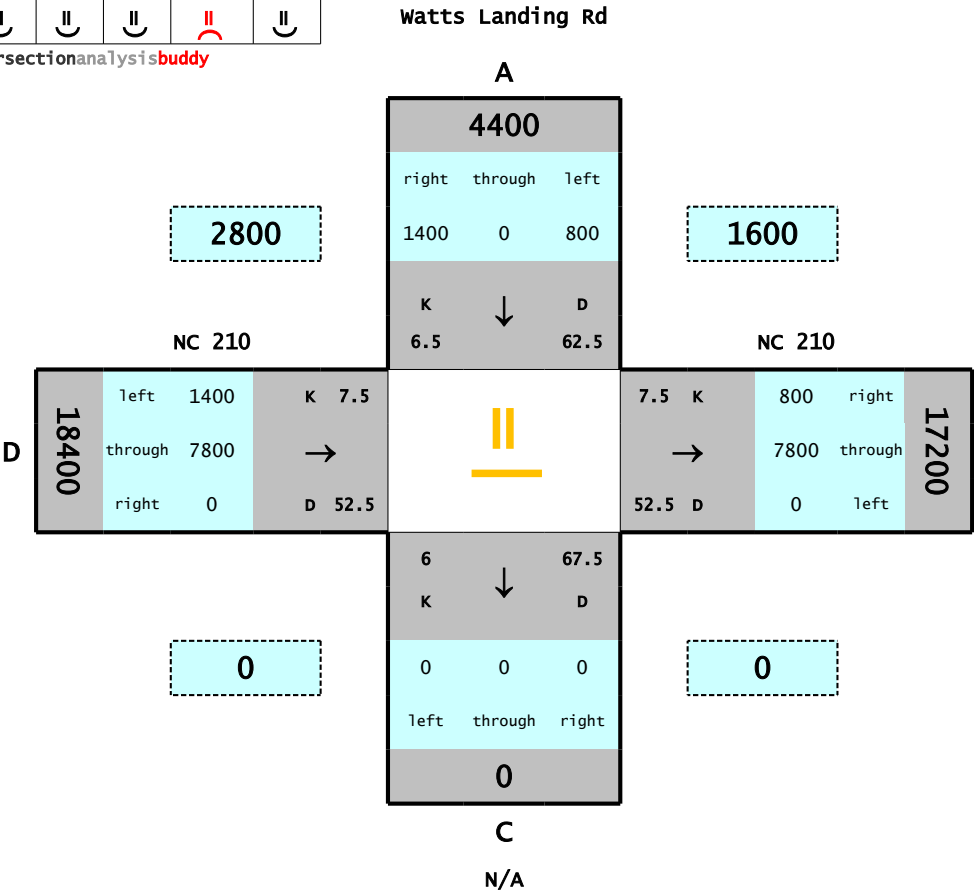 Watts Landing Rd
rsectionanalysisbuddy
A
4400
right through left
1400 0 800
2800
1600
K ↓ D
6.5 62.5
NC 210
NC 210
left 1400 K 7.5
7.5 K 800 right
D 18400 through 7800 →
→ 7800 through 17200
right 0 D 52.5
52.5 D 0 left
6 ↓ 67.5
K D
0
0
0 0 0
left through right
0
C
N/A